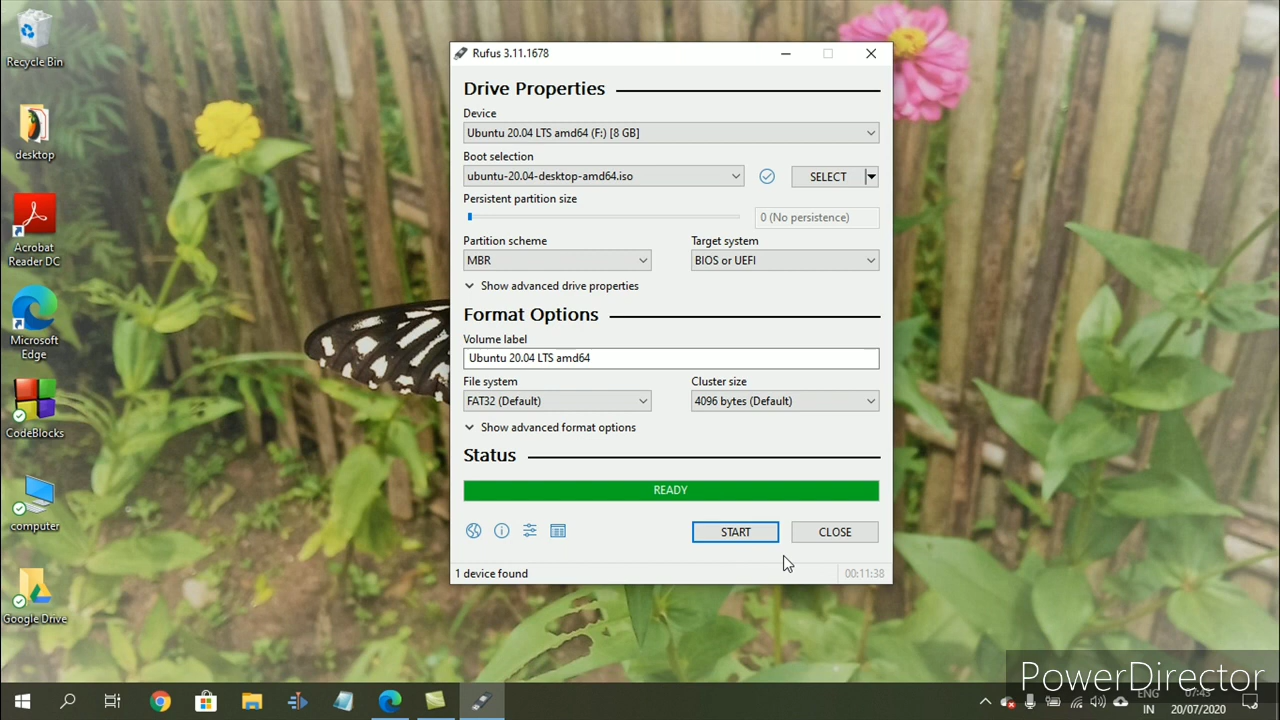 Recycle Bin
desktop
Acrobat
Reader DC
Microsoft
Edge
CodeBlocks
computer
Google Drive
Rufus 3.11.1678
Drive Properties
Device
Ubuntu 20.04 LTS amd64 (F:) [8 GB]
Boot selection
ubuntu-20.04-desktop-amd64.iso
SELECT
Persistent partition size
0 (No persistence)
Partition scheme
Target system
MBR
BIOS or UEFI
Show advanced drive properties
Format Options
Volume label
Ubuntu 20.04 LTS amd64
File system
Cluster size
FAT32 (Default)
4096 bytes (Default)
Show advanced format options
Status
READY
START
CLOSE
1 device found
00:11:38
PowerDirector
ENG
IN
07:43
20/07/2020